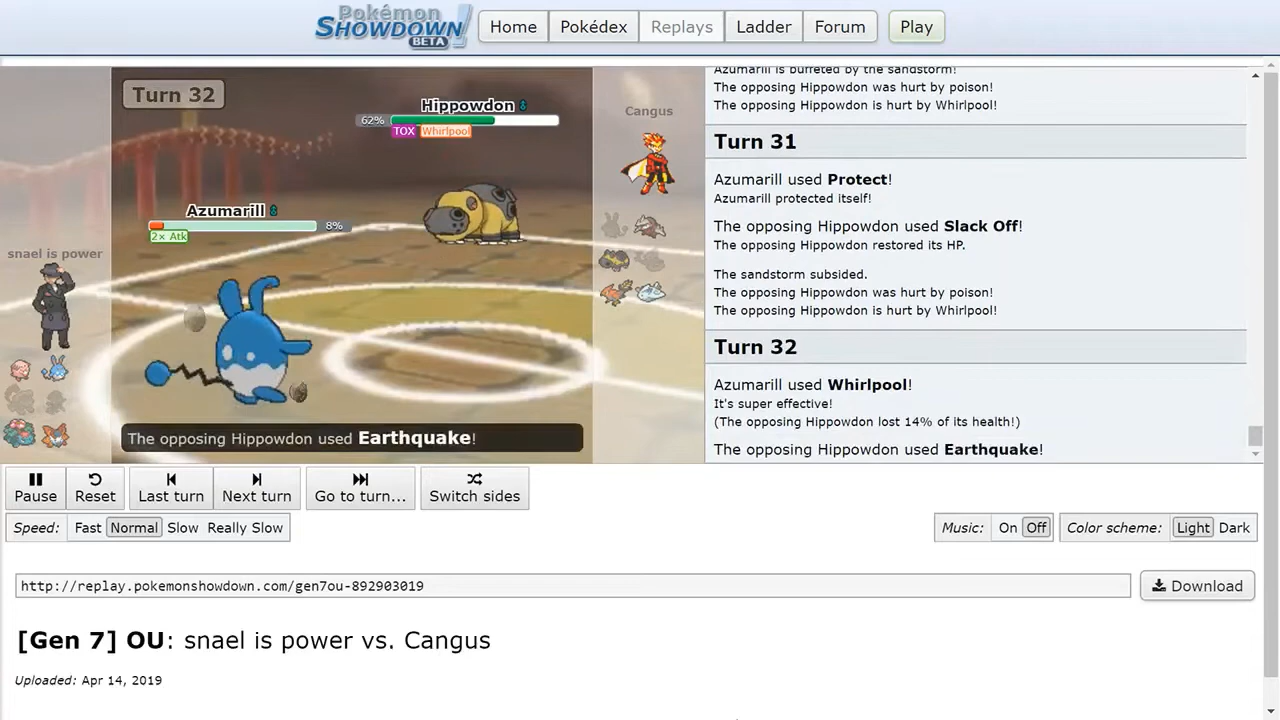 Pokémon
SHOWDOWN!
BETA
Home
Pokédex
Replays
Ladder
Forum
Play
Turn 32
Hippowdon
62%
TOX Whirlpool
Azumarill
8%
2× Atk
The opposing Hippowdon used Earthquake!
snael is power
Cangus
Azumarill is buffeted by the sandstorm!
The opposing Hippowdon was hurt by poison!
The opposing Hippowdon is hurt by Whirlpool!
Turn 31
Azumarill used Protect!
Azumarill protected itself!
The opposing Hippowdon used Slack Off!
The opposing Hippowdon restored its HP.
The sandstorm subsided.
The opposing Hippowdon was hurt by poison!
The opposing Hippowdon is hurt by Whirlpool!
Turn 32
Azumarill used Whirlpool!
It's super effective!
(The opposing Hippowdon lost 14% of its health!)
The opposing Hippowdon used Earthquake!
Pause
Reset
Last turn
Next turn
Go to turn...
Switch sides
Speed: Fast Normal Slow Really Slow
Music: On Off
Color scheme: Light Dark
http://replay.pokemonshowdown.com/gen7ou-892903019
Download
[Gen 7] OU: snael is power vs. Cangus
Uploaded: Apr 14, 2019